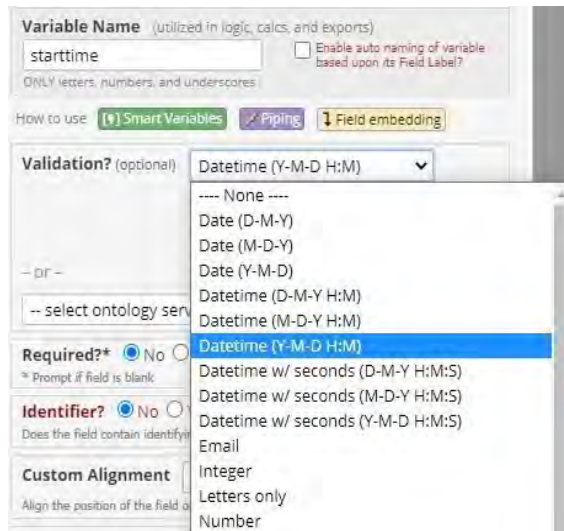 Variable Name (utilized in logic, calcs, and exports)
starttime
Enable auto naming of variable
based upon its Field Label?
ONLY letters, numbers, and underscores
How to use [⚡] Smart Variables Piping Field embedding
Validation? (optional) Datetime (Y-M-D H:M)
---- None ----
Date (D-M-Y)
Date (M-D-Y)
Date (Y-M-D)
Datetime (D-M-Y H:M)
Datetime (M-D-Y H:M)
Datetime (Y-M-D H:M)
Datetime w/ seconds (D-M-Y H:M:S)
Datetime w/ seconds (M-D-Y H:M:S)
Datetime w/ seconds (Y-M-D H:M:S)
Email
Integer
Letters only
Number
-- or --
-- select ontology serv
Required?* No
* Prompt if field is blank
Identifier? No
Does the field contain identifyin
Custom Alignment
Align the position of the field o